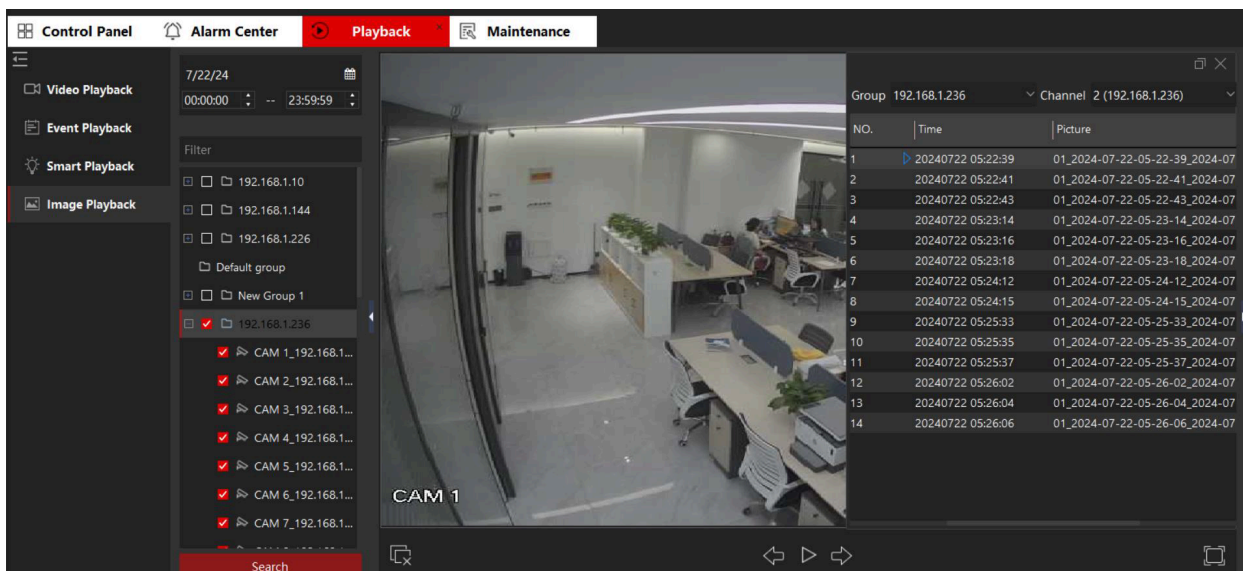 Control Panel Alarm Center Playback × Maintenance
Video Playback
Event Playback
Smart Playback
Image Playback
7/22/24
00:00:00 -- 23:59:59
Filter
192.168.1.10
192.168.1.144
192.168.1.226
Default group
New Group 1
192.168.1.236
CAM 1_192.168.1...
CAM 2_192.168.1...
CAM 3_192.168.1...
CAM 4_192.168.1...
CAM 5_192.168.1...
CAM 6_192.168.1...
CAM 7_192.168.1...
Search
CAM 1
Group 192.168.1.236 Channel 2 (192.168.1.236)
NO. Time Picture
1 20240722 05:22:39 01_2024-07-22-05-22-39_2024-07
2 20240722 05:22:41 01_2024-07-22-05-22-41_2024-07
3 20240722 05:22:43 01_2024-07-22-05-22-43_2024-07
4 20240722 05:23:14 01_2024-07-22-05-23-14_2024-07
5 20240722 05:23:16 01_2024-07-22-05-23-16_2024-07
6 20240722 05:23:18 01_2024-07-22-05-23-18_2024-07
7 20240722 05:24:12 01_2024-07-22-05-24-12_2024-07
8 20240722 05:24:15 01_2024-07-22-05-24-15_2024-07
9 20240722 05:25:33 01_2024-07-22-05-25-33_2024-07
10 20240722 05:25:35 01_2024-07-22-05-25-35_2024-07
11 20240722 05:25:37 01_2024-07-22-05-25-37_2024-07
12 20240722 05:26:02 01_2024-07-22-05-26-02_2024-07
13 20240722 05:26:04 01_2024-07-22-05-26-04_2024-07
14 20240722 05:26:06 01_2024-07-22-05-26-06_2024-07